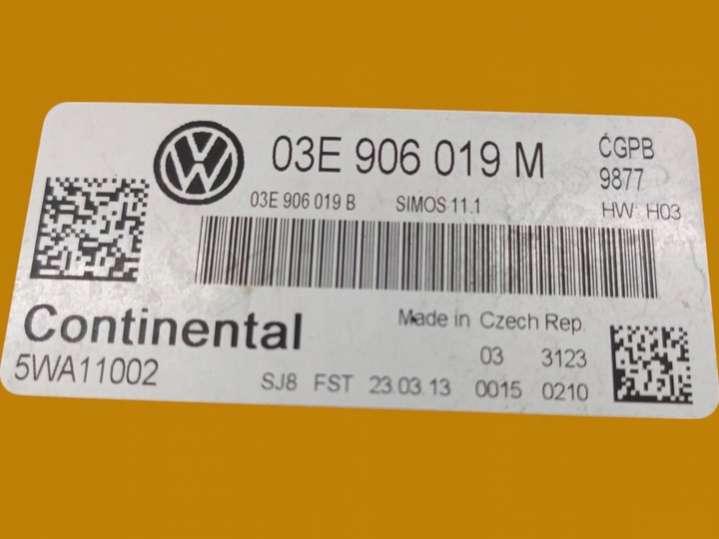 VW
03E 906 019 M
CGPB
9877
03E 906 019 B SIMOS 11.1
HW: H03
Continental
Made in Czech Rep.
5WA11002
03 3123
SJ8 FST 23.03.13 0015 0210